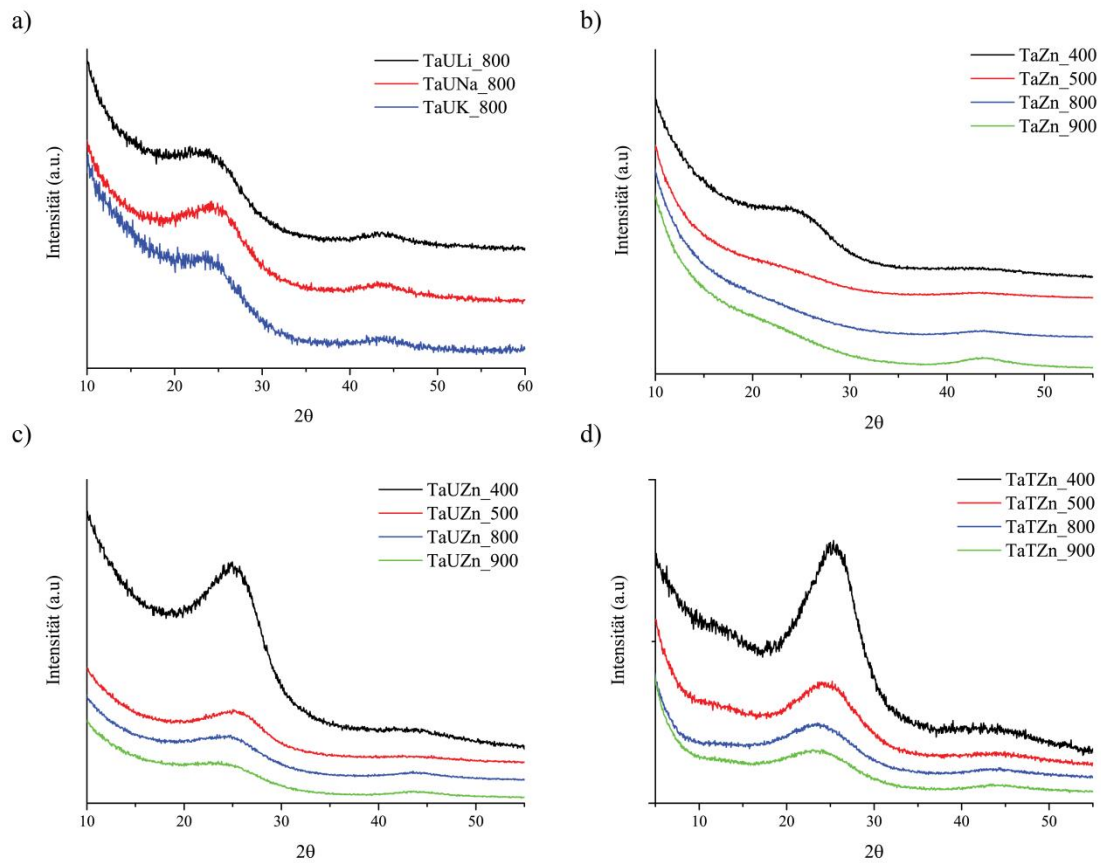 a)
TaULi_800
TaUNa_800
TaUK_800
Intensität (a.u.)
10 20 30 40 50 60
2θ
b)
TaZn_400
TaZn_500
TaZn_800
TaZn_900
Intensität (a.u)
10 20 30 40 50
2θ
c)
TaUZn_400
TaUZn_500
TaUZn_800
TaUZn_900
Intensität (a.u)
10 20 30 40 50
2θ
d)
TaTZn_400
TaTZn_500
TaTZn_800
TaTZn_900
Intensität (a.u)
10 20 30 40 50
2θ